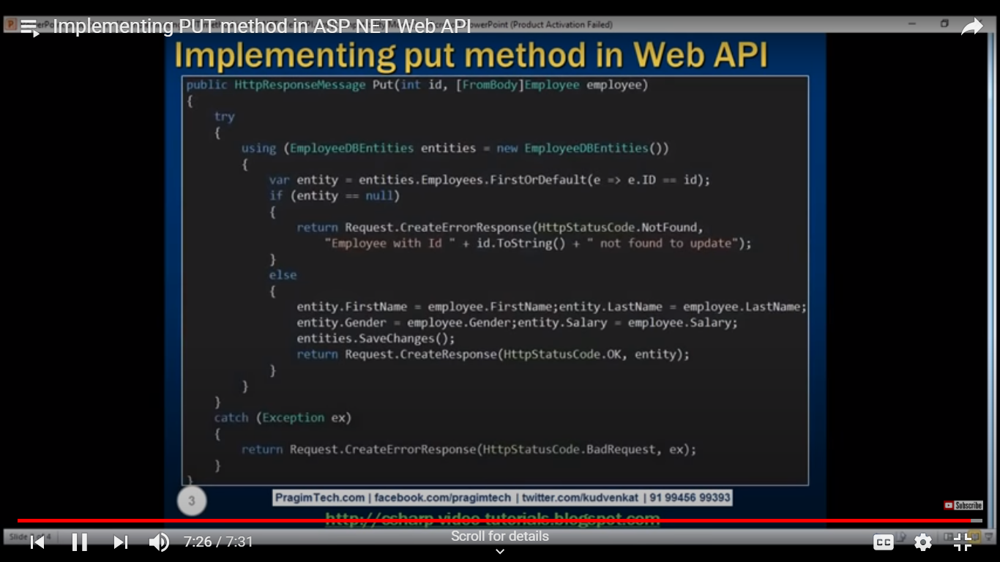 Implementing PUT method in ASP NET Web API
PowerPoint (Product Activation Failed)
Implementing put method in Web API
public HttpResponseMessage Put(int id, [FromBody]Employee employee)
{
try
{
using (EmployeeDBEntities entities = new EmployeeDBEntities())
{
var entity = entities.Employees.FirstOrDefault(e => e.ID == id);
if (entity == null)
{
return Request.CreateErrorResponse(HttpStatusCode.NotFound,
"Employee with Id " + id.ToString() + " not found to update");
}
else
{
entity.FirstName = employee.FirstName;entity.LastName = employee.LastName;
entity.Gender = employee.Gender;entity.Salary = employee.Salary;
entities.SaveChanges();
return Request.CreateResponse(HttpStatusCode.OK, entity);
}
}
}
catch (Exception ex)
{
return Request.CreateErrorResponse(HttpStatusCode.BadRequest, ex);
}
}
3
PragimTech.com | facebook.com/pragimtech | twitter.com/kudvenkat | 91 99456 99393
Subscribe
http://csharp-video-tutorials.blogspot.com
Slide 4
7:26 / 7:31
Scroll for details
CC